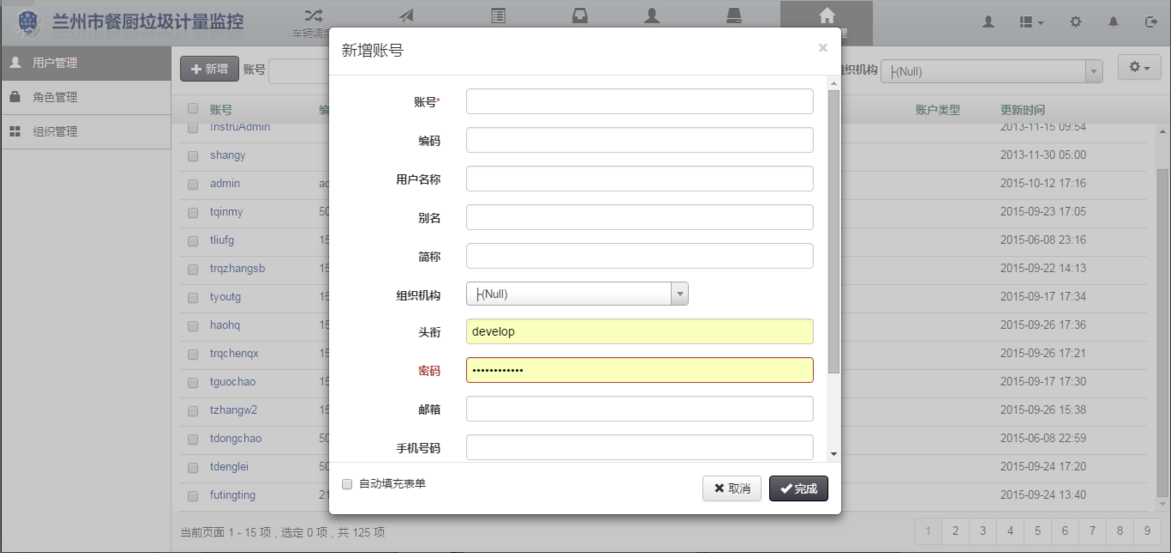 兰州市餐厨垃圾计量监控
新增账号
×
用户管理
角色管理
组织管理
新增 账号
组织机构 ├(Null)
账号 账户类型 更新时间
InstruAdmin 2013-11-15 09:54
shangy 2013-11-30 05:00
admin 2015-10-12 17:16
tqinmy 50 2015-09-23 17:05
tliufg 15 2015-06-08 23:16
trqzhangsb 15 2015-09-22 14:13
tyoutg 15 2015-09-17 17:34
haohq 15 2015-09-26 17:36
trqchenqx 15 2015-09-26 17:21
tguochao 15 2015-09-17 17:30
tzhangw2 15 2015-09-26 15:38
tdongchao 50 2015-06-08 22:59
tdenglei 50 2015-09-24 17:20
futingting 21 2015-09-24 13:40
账号*
编码
用户名称
别名
简称
组织机构 ├(Null)
头衔 develop
密码 ••••••••••••
邮箱
手机号码
自动填充表单 取消 完成
当前页面 1 - 15 项 , 选定 0 项 , 共 125 项
1 2 3 4 5 6 7 8 9